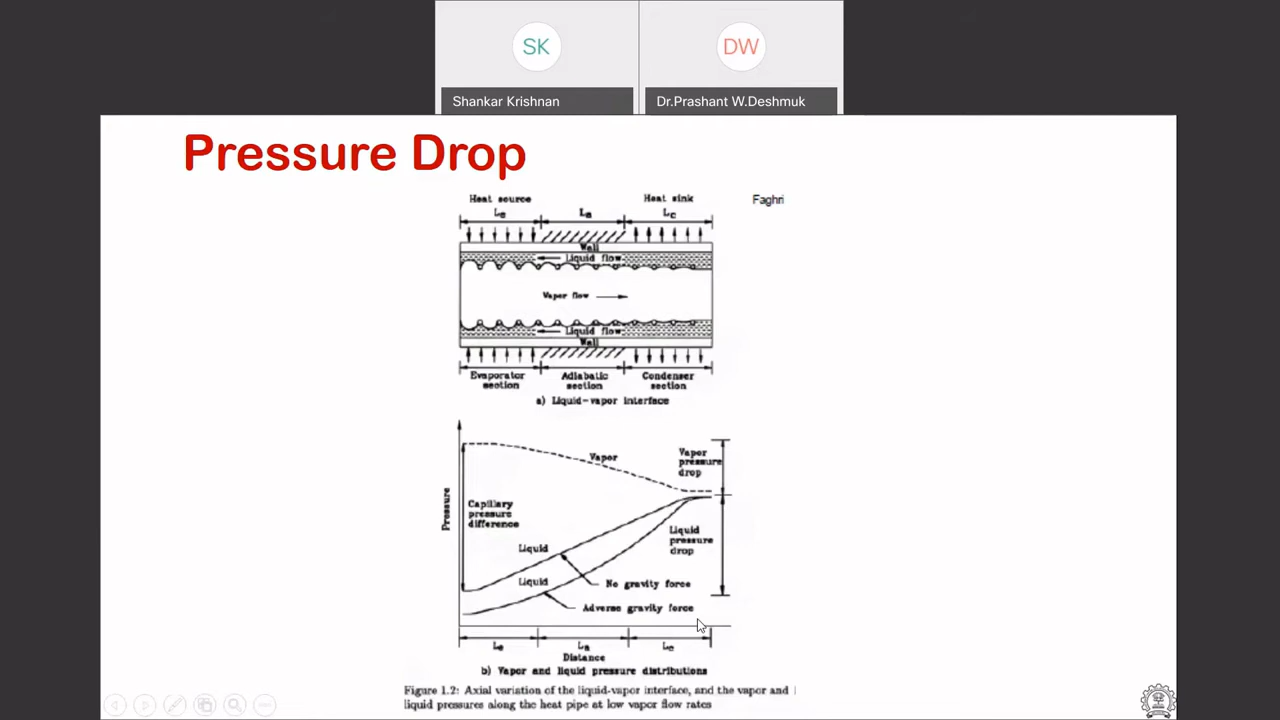 SK
DW
Shankar Krishnan
Dr.Prashant W.Deshmuk
Pressure Drop
Faghri
Heat source
Heat sink
Le
La
Lc
Wall
Liquid flow
Vapor flow
Liquid flow
Wall
Evaporator section
Adiabatic section
Condenser section
a) Liquid-vapor interface
Pressure
Vapor
Vapor pressure drop
Capillary pressure difference
Liquid pressure drop
Liquid
Liquid
No gravity force
Adverse gravity force
Le
La
Lc
Distance
b) Vapor and liquid pressure distributions
Figure 1.2: Axial variation of the liquid-vapor interface, and the vapor and
liquid pressures along the heat pipe at low vapor flow rates